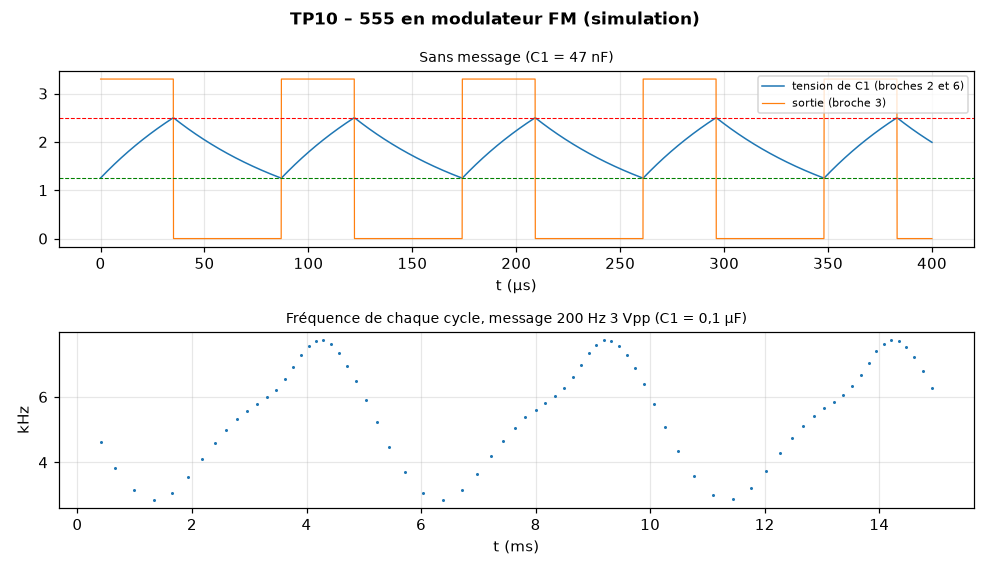 TP10 – 555 en modulateur FM (simulation)
Sans message (C1 = 47 nF)
tension de C1 (broches 2 et 6)
sortie (broche 3)
3
2
1
0
0 50 100 150 200 250 300 350 400
t (µs)
Fréquence de chaque cycle, message 200 Hz 3 Vpp (C1 = 0,1 µF)
kHz
6
4
0 2 4 6 8 10 12 14
t (ms)